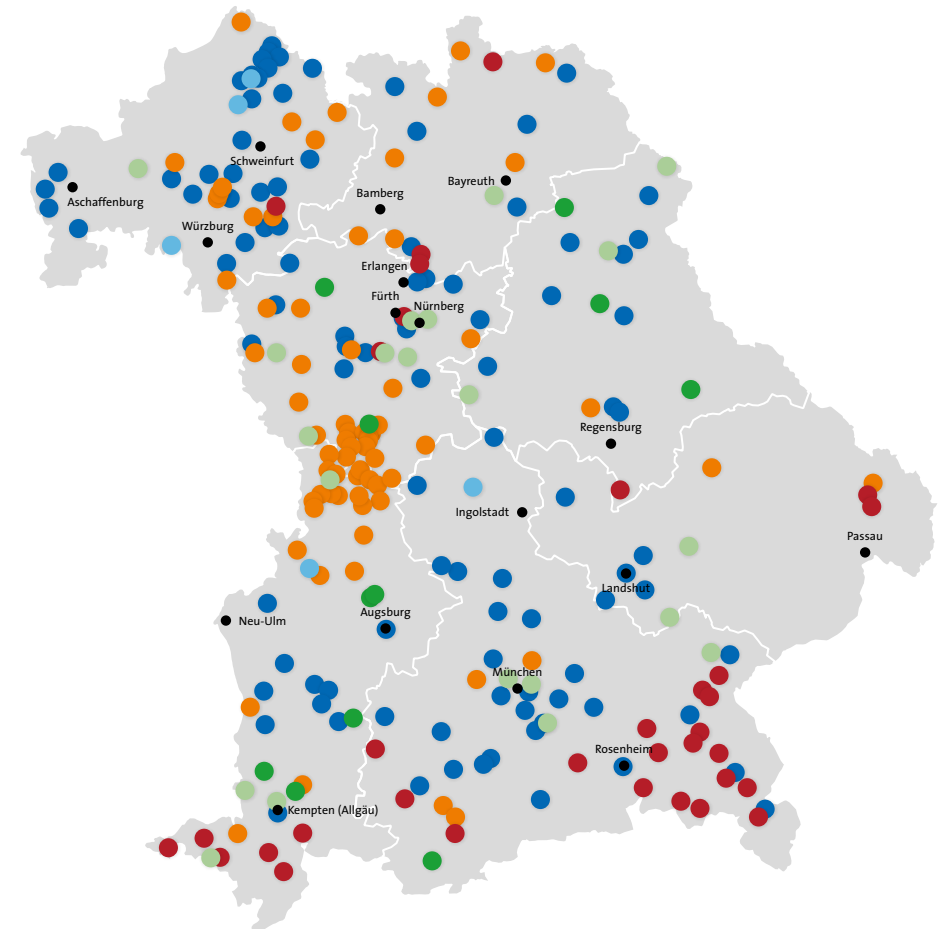 Schweinfurt
Aschaffenburg
Bayreuth
Bamberg
Würzburg
Erlangen
Fürth
Nürnberg
Regensburg
Ingolstadt
Passau
Landshut
Augsburg
Neu-Ulm
München
Rosenheim
Kempten (Allgäu)